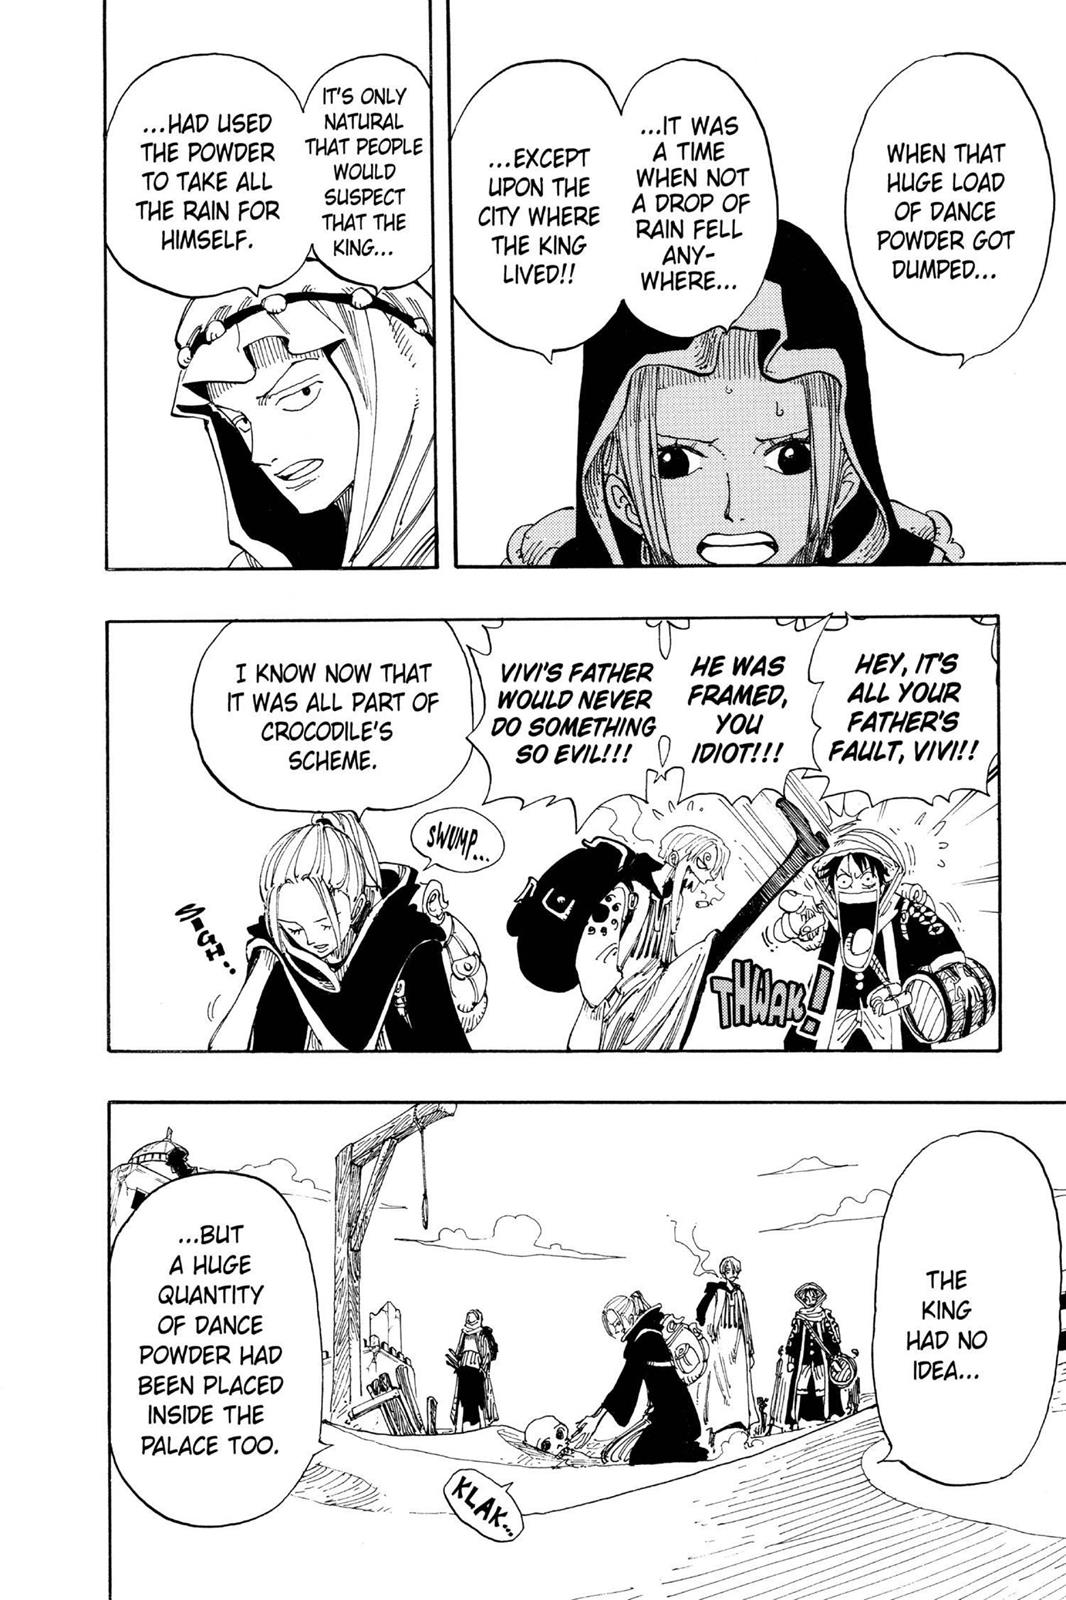 WHEN THAT
HUGE LOAD
OF DANCE
POWDER GOT
DUMPED...
...IT WAS
A TIME
WHEN NOT
A DROP OF
RAIN FELL
ANY-
WHERE...
...EXCEPT
UPON THE
CITY WHERE
THE KING
LIVED!!
IT'S ONLY
NATURAL
THAT PEOPLE
WOULD
SUSPECT
THAT THE
KING...
...HAD USED
THE POWDER
TO TAKE ALL
THE RAIN FOR
HIMSELF.
HEY, IT'S
ALL YOUR
FATHER'S
FAULT, VIVI!!
HE WAS
FRAMED,
YOU
IDIOT!!!
VIVI'S FATHER
WOULD NEVER
DO SOMETHING
SO EVIL!!!
THWAK!
I KNOW NOW THAT
IT WAS ALL PART OF
CROCODILE'S
SCHEME.
SWUMP...
SIGH..
THE
KING
HAD NO
IDEA...
...BUT
A HUGE
QUANTITY
OF DANCE
POWDER HAD
BEEN PLACED
INSIDE THE
PALACE TOO.
KLAK...